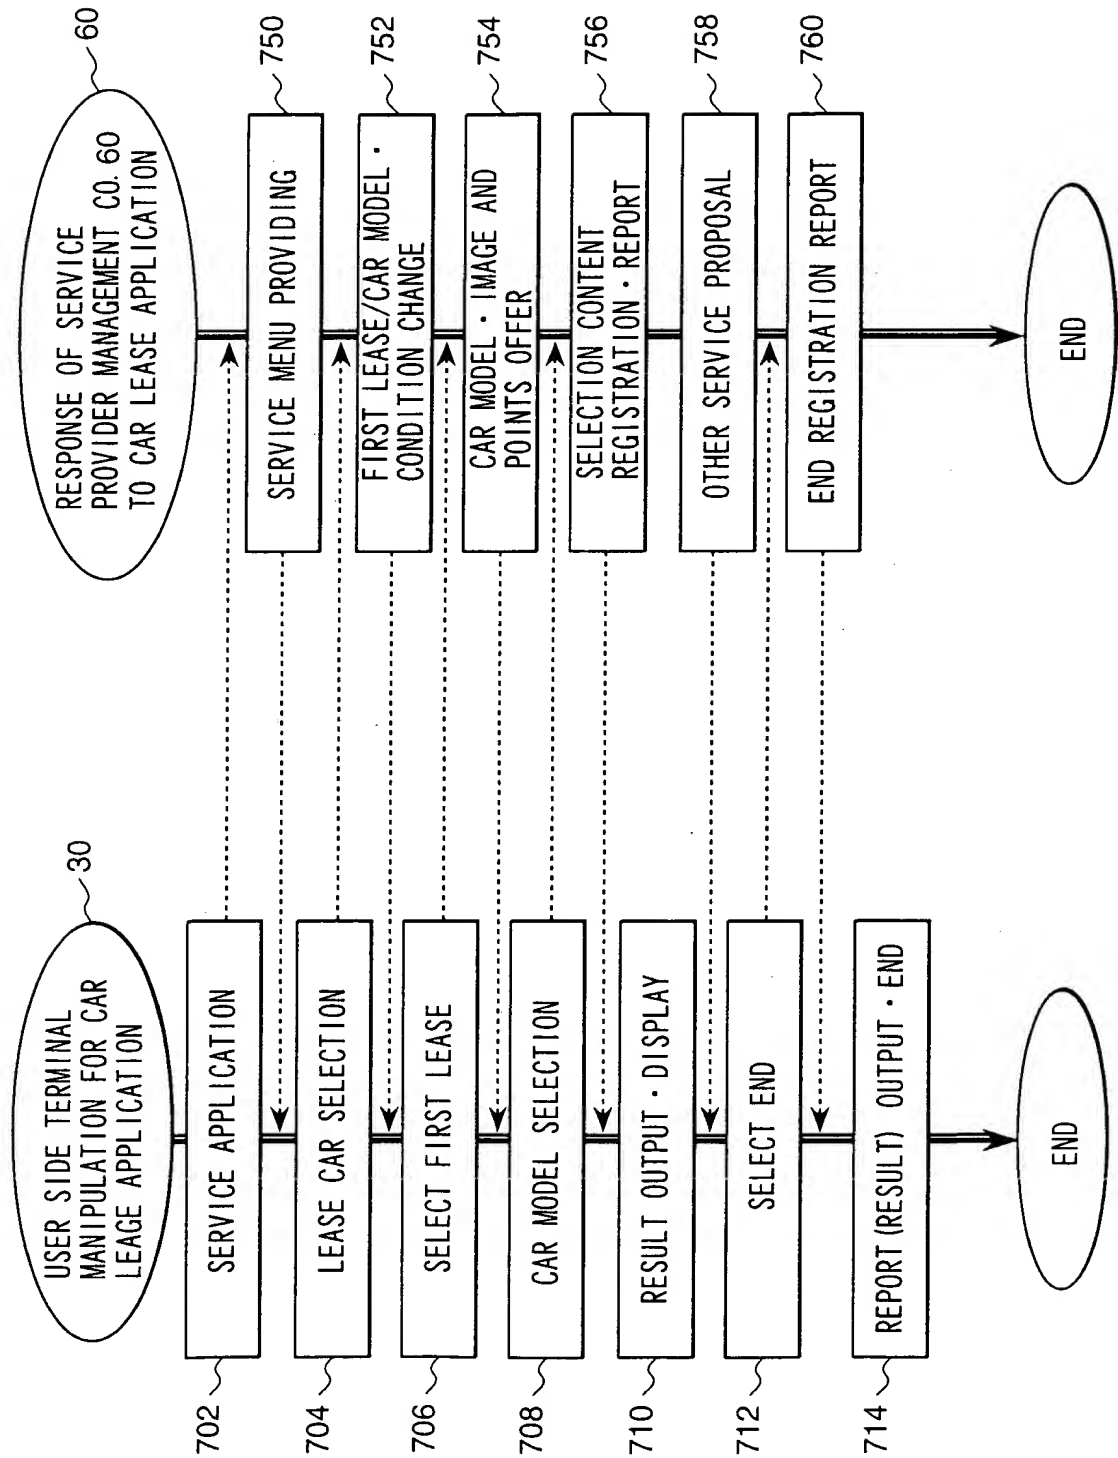 USER SIDE TERMINAL
MANIPULATION FOR CAR
LEAGE APPLICATION
30
702
SERVICE APPLICATION
704
LEASE CAR SELECTION
706
SELECT FIRST LEASE
708
CAR MODEL SELECTION
710
RESULT OUTPUT・DISPLAY
712
SELECT END
714
REPORT (RESULT) OUTPUT・END
END
RESPONSE OF SERVICE
PROVIDER MANAGEMENT CO. 60
TO CAR LEASE APPLICATION
60
SERVICE MENU PROVIDING
750
FIRST LEASE/CAR MODEL・
CONDITION CHANGE
752
CAR MODEL・IMAGE AND
POINTS OFFER
754
SELECTION CONTENT
REGISTRATION・REPORT
756
OTHER SERVICE PROPOSAL
758
END REGISTRATION REPORT
760
END